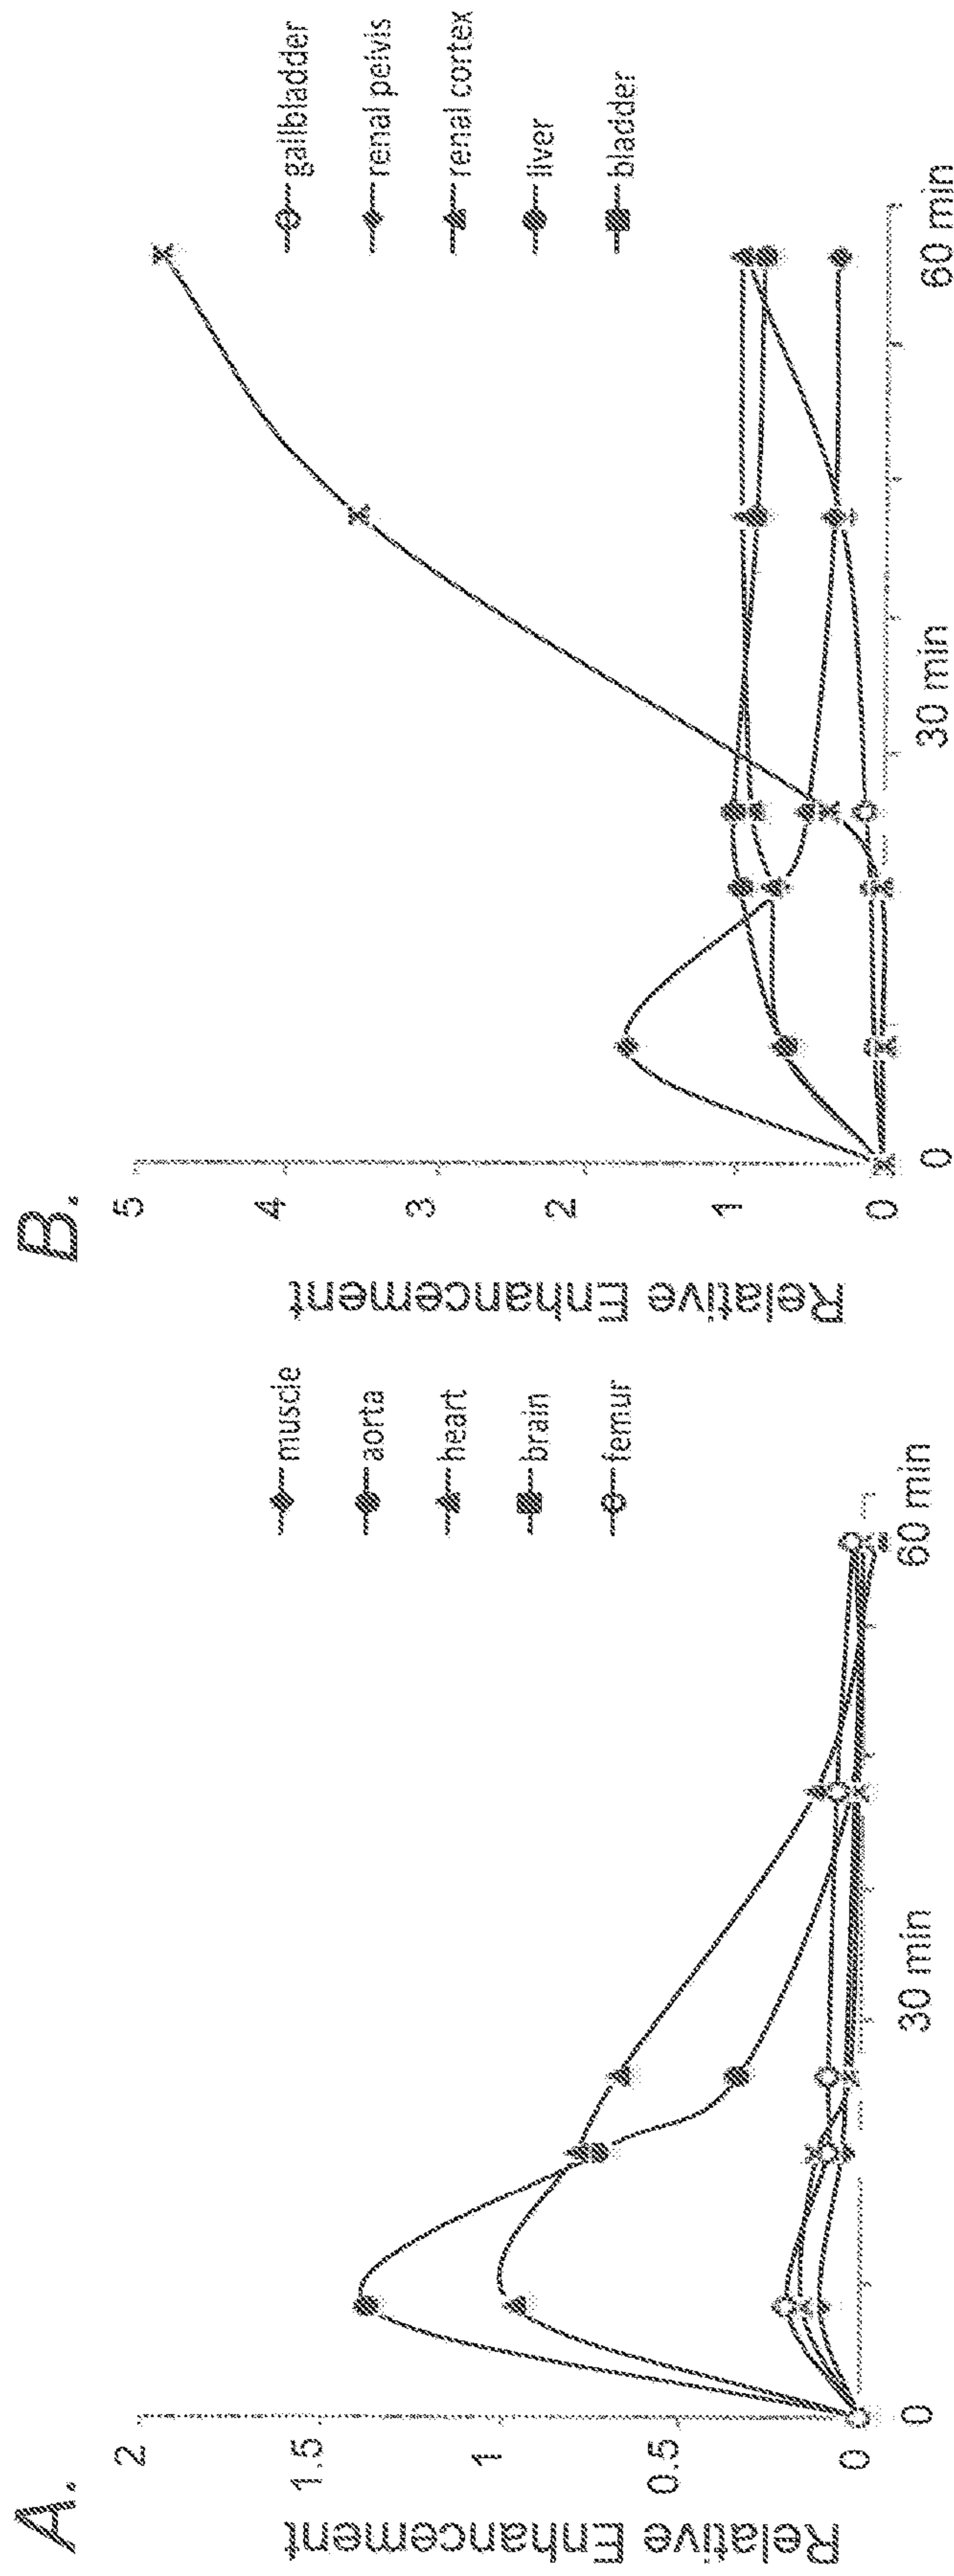 A.
Relative Enhancement
2
1.5
1
0.5
0
0
30 min
60 min
muscle
aorta
heart
brain
femur
B.
Relative Enhancement
5
4
3
2
1
0
0
30 min
60 min
gallbladder
renal pelvis
renal cortex
liver
bladder